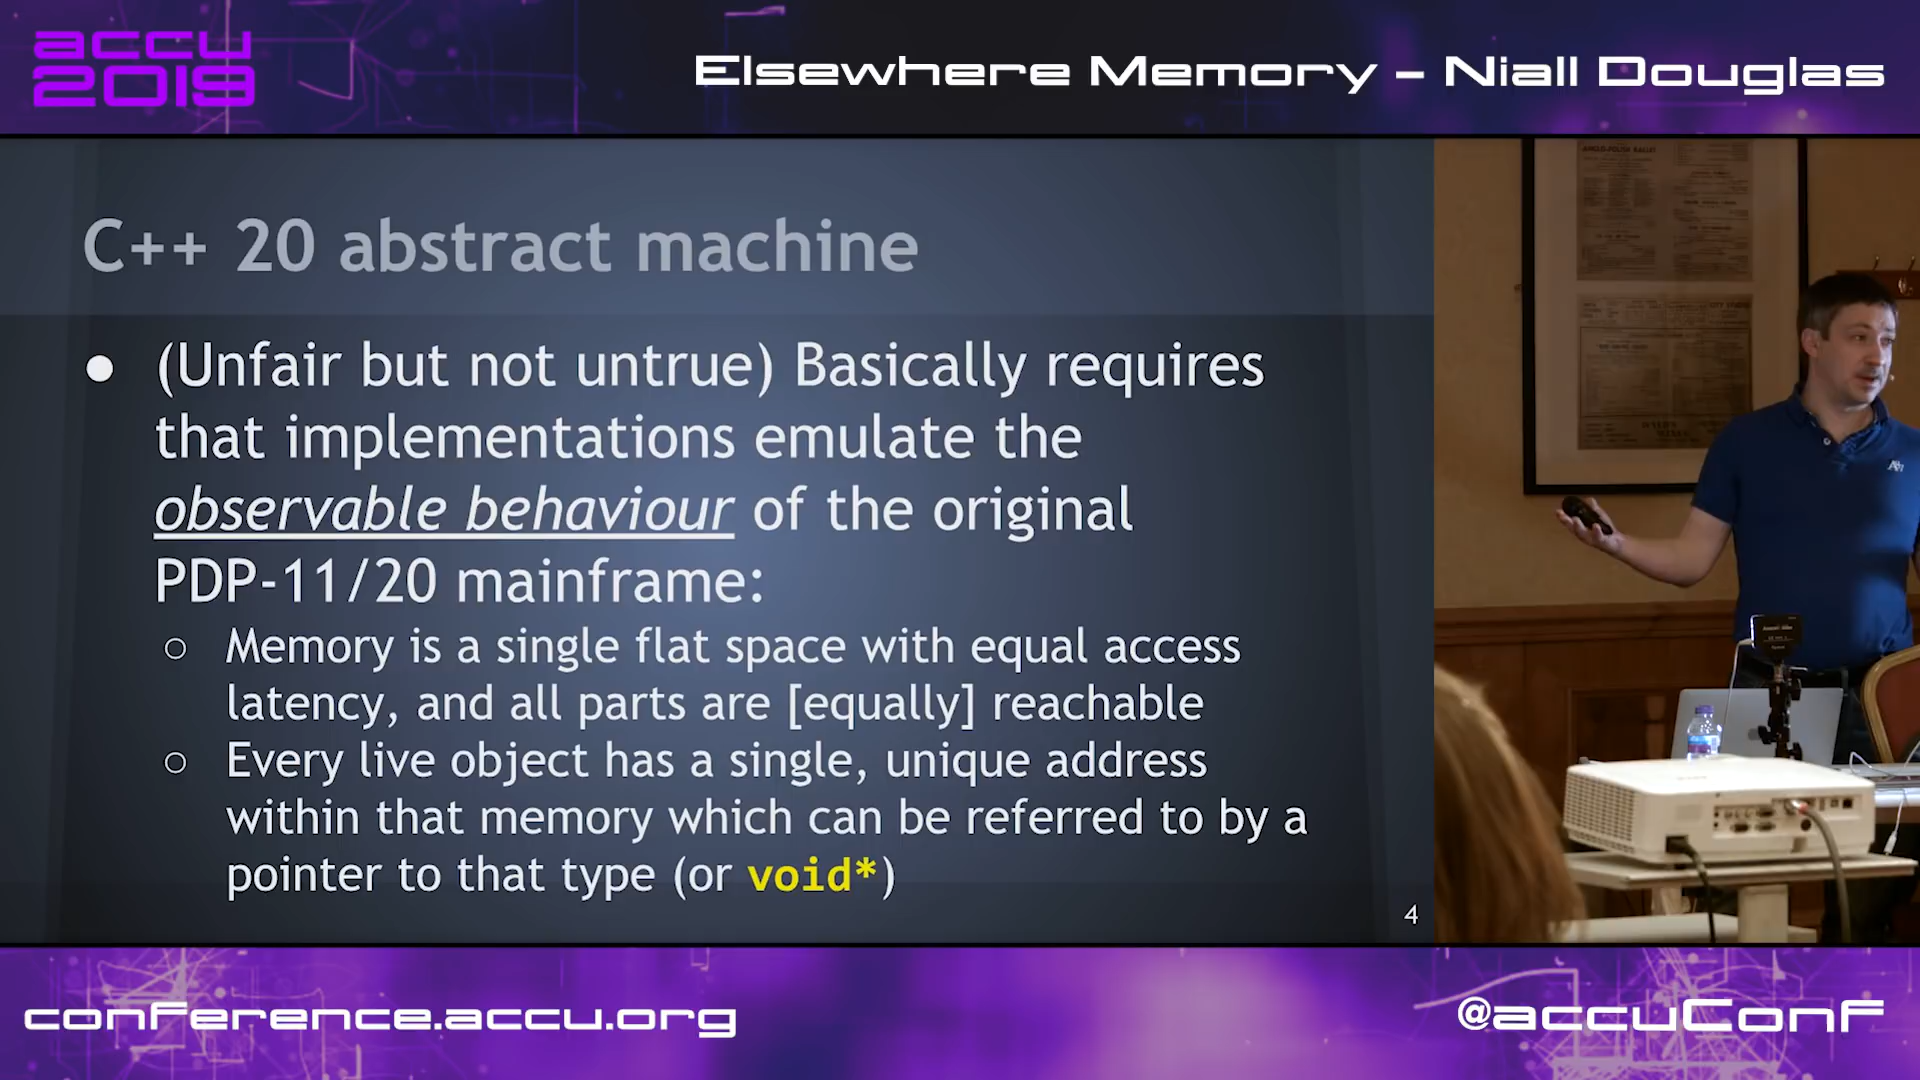 accu
2019
Elsewhere Memory – Niall Douglas
C++ 20 abstract machine
● (Unfair but not untrue) Basically requires
that implementations emulate the
observable behaviour of the original
PDP-11/20 mainframe:
○ Memory is a single flat space with equal access
latency, and all parts are [equally] reachable
○ Every live object has a single, unique address
within that memory which can be referred to by a
pointer to that type (or void*)
4
ANGLO-POLISH BALLET
conference.accu.org
@accuConf